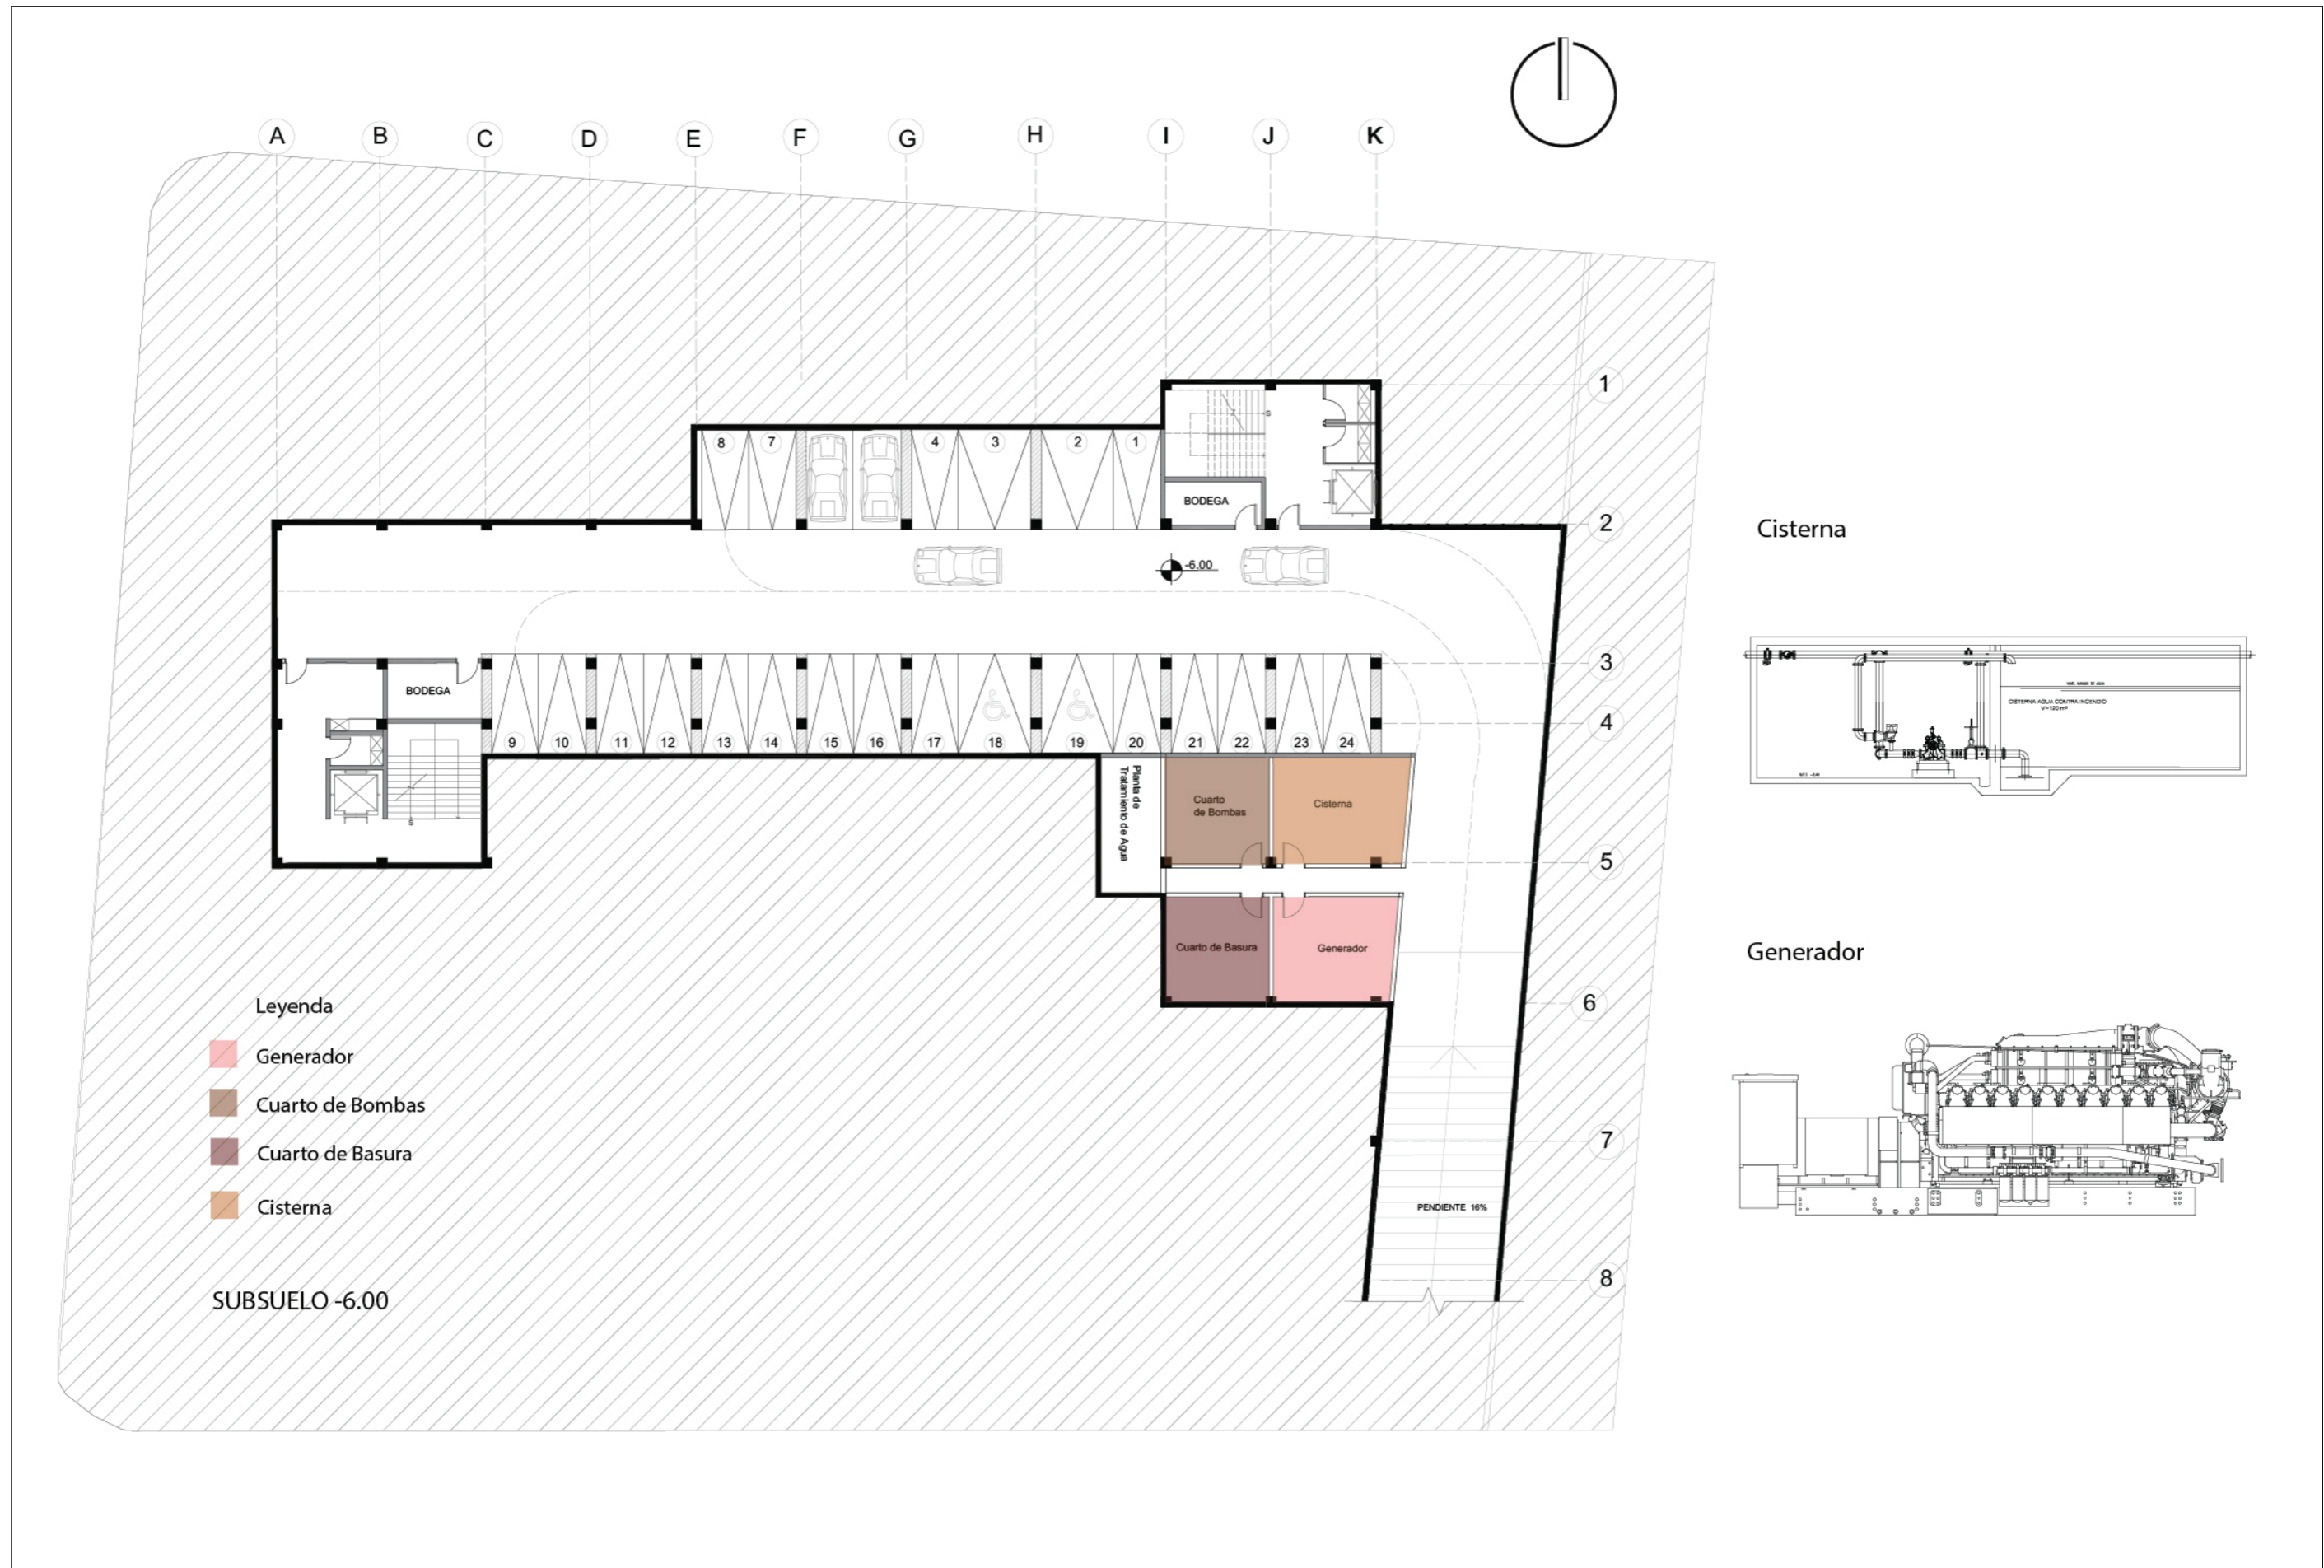 A B C D E F G H I J K
1
8 7 4 3 2 1
S
BODEGA
2
Cisterna
-6.00
3
BODEGA
CISTERNA AGUA CONTRA INCENDIO
V=120 m³
4
9 10 11 12 13 14 15 16 17 18 19 20 21 22 23 24
Planta de
Tratamiento de Agua
Cuarto
de Bombas
Cisterna
S
5
Cuarto de Basura
Generador
Generador
6
Leyenda
Generador
Cuarto de Bombas
7
Cuarto de Basura
Cisterna
PENDIENTE 16%
8
SUBSUELO -6.00